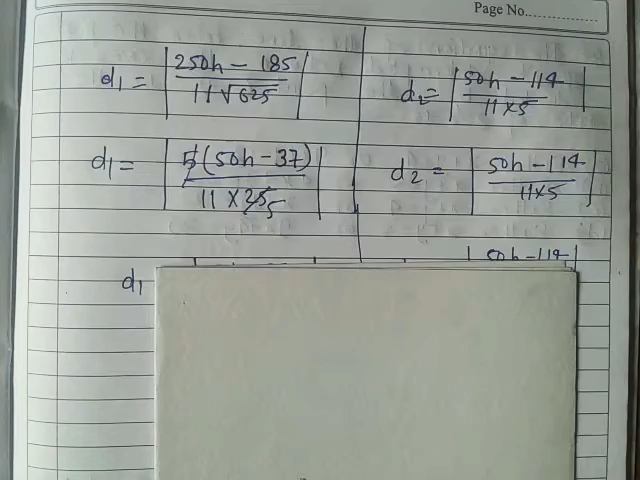 Page No..............
d₁ = |250h - 185 / 11√625|
d₂ = |50h - 114 / 11×5|
d₁ = |5(50h - 37) / 11 × 25 5|
d₂ = |50h - 114 / 11×5|
d₁
50h - 114